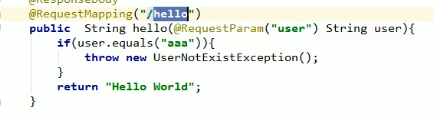 @ResponseBody
@RequestMapping("/hello")
public  String hello(@RequestParam("user") String user){
    if(user.equals("aaa")){
        throw new UserNotExistException();
    }
    return "Hello World";
}